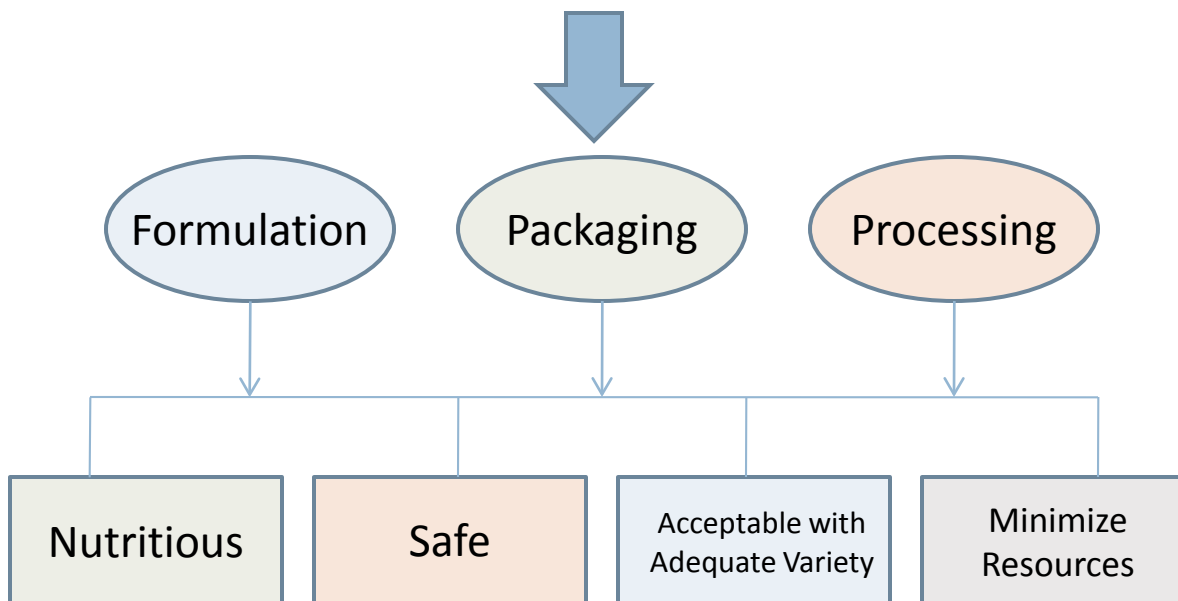 Formulation
Packaging
Processing
Nutritious
Safe
Acceptable with
Adequate Variety
Minimize
Resources